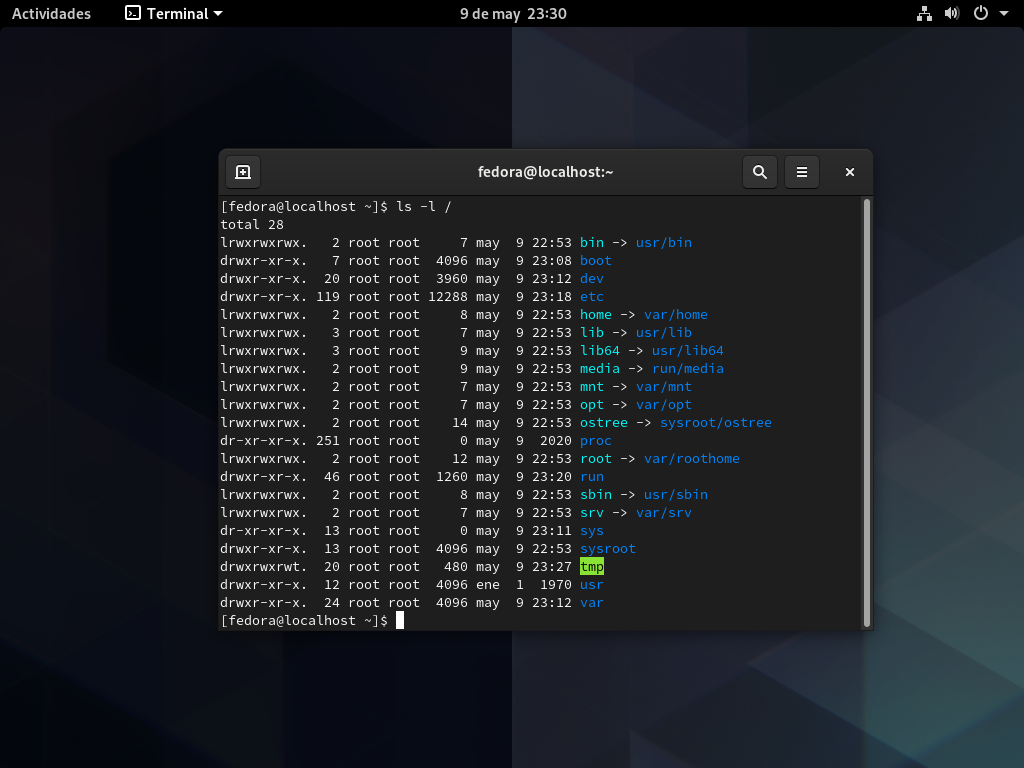 Actividades Terminal 9 de may 23:30
fedora@localhost:~
[fedora@localhost ~]$ ls -l /
total 28
lrwxrwxrwx.   2 root root     7 may  9 22:53 bin -> usr/bin
drwxr-xr-x.   7 root root  4096 may  9 23:08 boot
drwxr-xr-x.  20 root root  3960 may  9 23:12 dev
drwxr-xr-x. 119 root root 12288 may  9 23:18 etc
lrwxrwxrwx.   2 root root     8 may  9 22:53 home -> var/home
lrwxrwxrwx.   3 root root     7 may  9 22:53 lib -> usr/lib
lrwxrwxrwx.   3 root root     9 may  9 22:53 lib64 -> usr/lib64
lrwxrwxrwx.   2 root root     9 may  9 22:53 media -> run/media
lrwxrwxrwx.   2 root root     7 may  9 22:53 mnt -> var/mnt
lrwxrwxrwx.   2 root root     7 may  9 22:53 opt -> var/opt
lrwxrwxrwx.   2 root root    14 may  9 22:53 ostree -> sysroot/ostree
dr-xr-xr-x. 251 root root     0 may  9  2020 proc
lrwxrwxrwx.   2 root root    12 may  9 22:53 root -> var/roothome
drwxr-xr-x.  46 root root  1260 may  9 23:20 run
lrwxrwxrwx.   2 root root     8 may  9 22:53 sbin -> usr/sbin
lrwxrwxrwx.   2 root root     7 may  9 22:53 srv -> var/srv
dr-xr-xr-x.  13 root root     0 may  9 23:11 sys
drwxr-xr-x.  13 root root  4096 may  9 22:53 sysroot
drwxrwxrwt.  20 root root   480 may  9 23:27 tmp
drwxr-xr-x.  12 root root  4096 ene  1  1970 usr
drwxr-xr-x.  24 root root  4096 may  9 23:12 var
[fedora@localhost ~]$